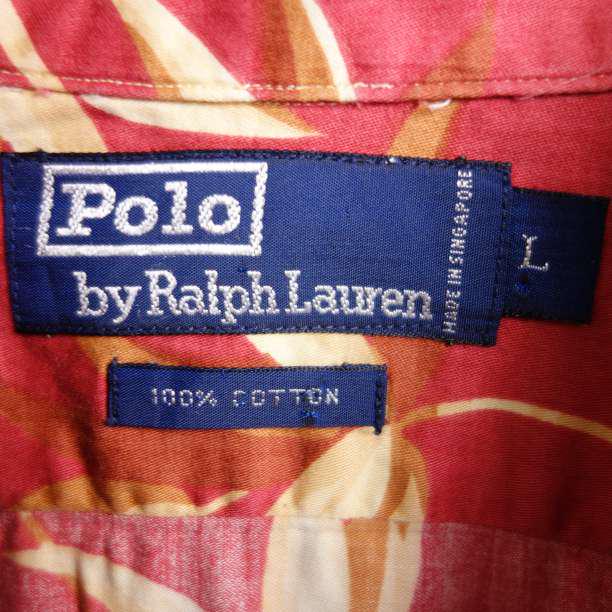 Polo
by Ralph Lauren
MADE IN SINGAPORE
L
100% COTTON